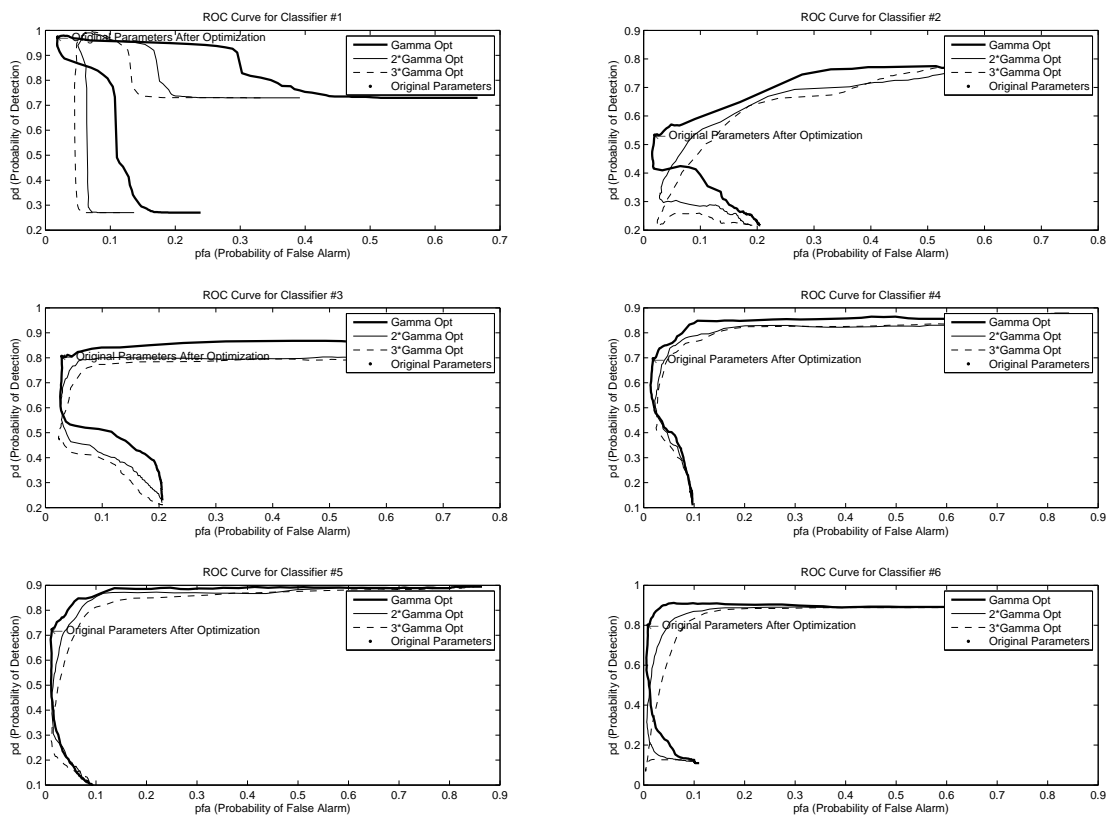 ROC Curve for Classifier #1
1
0.9
0.8
0.7
0.6
0.5
0.4
0.3
0.2
pd (Probability of Detection)
Original Parameters After Optimization
Gamma Opt
2*Gamma Opt
3*Gamma Opt
Original Parameters
0 0.1 0.2 0.3 0.4 0.5 0.6 0.7
pfa (Probability of False Alarm)
ROC Curve for Classifier #2
0.9
0.8
0.7
0.6
0.5
0.4
0.3
0.2
pd (Probability of Detection)
Original Parameters After Optimization
Gamma Opt
2*Gamma Opt
3*Gamma Opt
Original Parameters
0 0.1 0.2 0.3 0.4 0.5 0.6 0.7 0.8
pfa (Probability of False Alarm)
ROC Curve for Classifier #3
1
0.9
0.8
0.7
0.6
0.5
0.4
0.3
0.2
pd (Probability of Detection)
Original Parameters After Optimization
Gamma Opt
2*Gamma Opt
3*Gamma Opt
Original Parameters
0 0.1 0.2 0.3 0.4 0.5 0.6 0.7 0.8
pfa (Probability of False Alarm)
ROC Curve for Classifier #4
0.9
0.8
0.7
0.6
0.5
0.4
0.3
0.2
0.1
pd (Probability of Detection)
Original Parameters After Optimization
Gamma Opt
2*Gamma Opt
3*Gamma Opt
Original Parameters
0 0.1 0.2 0.3 0.4 0.5 0.6 0.7 0.8 0.9
pfa (Probability of False Alarm)
ROC Curve for Classifier #5
0.9
0.8
0.7
0.6
0.5
0.4
0.3
0.2
0.1
pd (Probability of Detection)
Original Parameters After Optimization
Gamma Opt
2*Gamma Opt
3*Gamma Opt
Original Parameters
0 0.1 0.2 0.3 0.4 0.5 0.6 0.7 0.8 0.9
pfa (Probability of False Alarm)
ROC Curve for Classifier #6
1
0.8
0.6
0.4
0.2
0
pd (Probability of Detection)
Original Parameters After Optimization
Gamma Opt
2*Gamma Opt
3*Gamma Opt
Original Parameters
0 0.1 0.2 0.3 0.4 0.5 0.6 0.7 0.8 0.9
pfa (Probability of False Alarm)